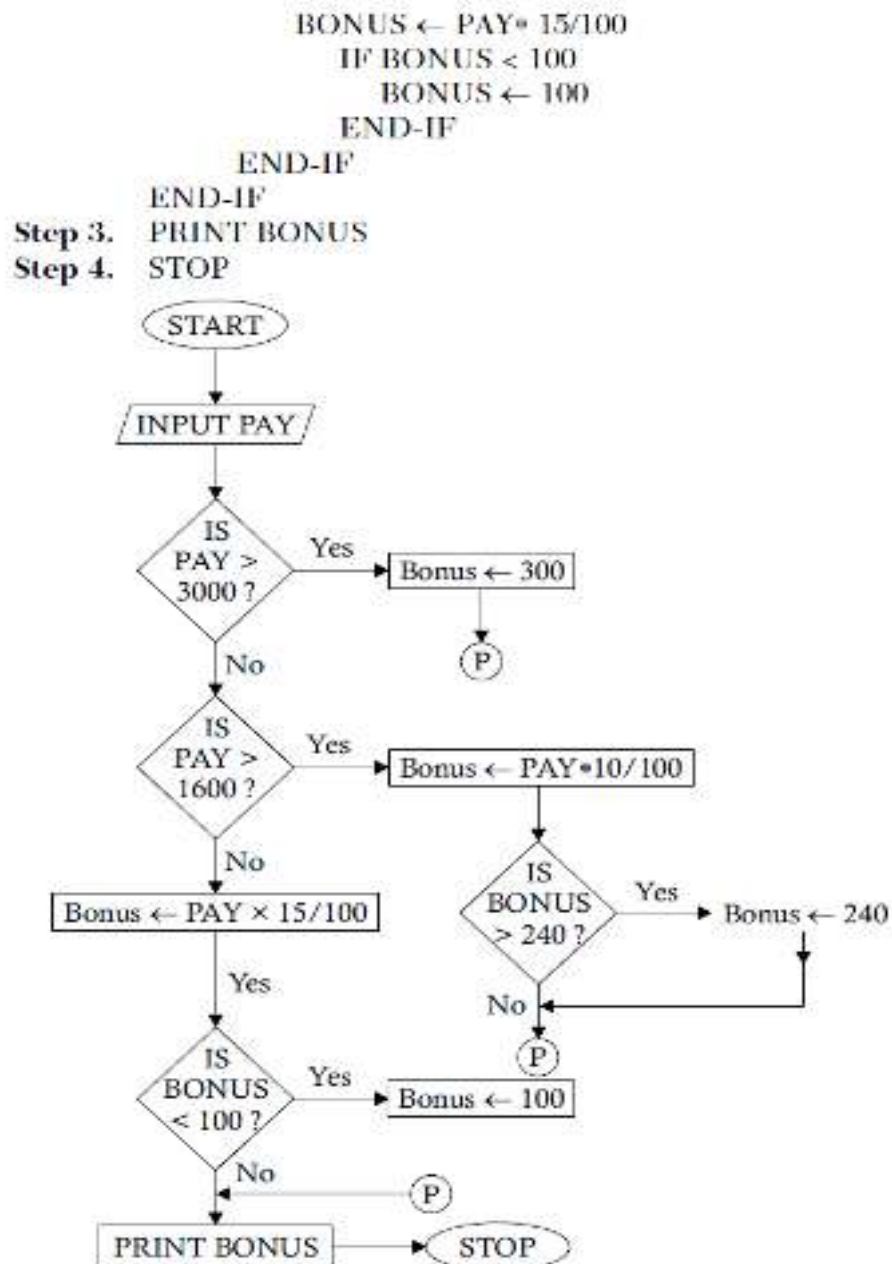 BONUS ← PAY* 15/100
IF BONUS < 100
BONUS ← 100
END-IF
END-IF
END-IF
Step 3. PRINT BONUS
Step 4. STOP
START
INPUT PAY
IS
PAY >
3000 ?
Yes
Bonus ← 300
P
No
IS
PAY >
1600 ?
Yes
Bonus ← PAY*10/100
No
Bonus ← PAY × 15/100
IS
BONUS
> 240 ?
Yes
Bonus ← 240
No
P
Yes
IS
BONUS
< 100 ?
Yes
Bonus ← 100
No
P
PRINT BONUS
STOP